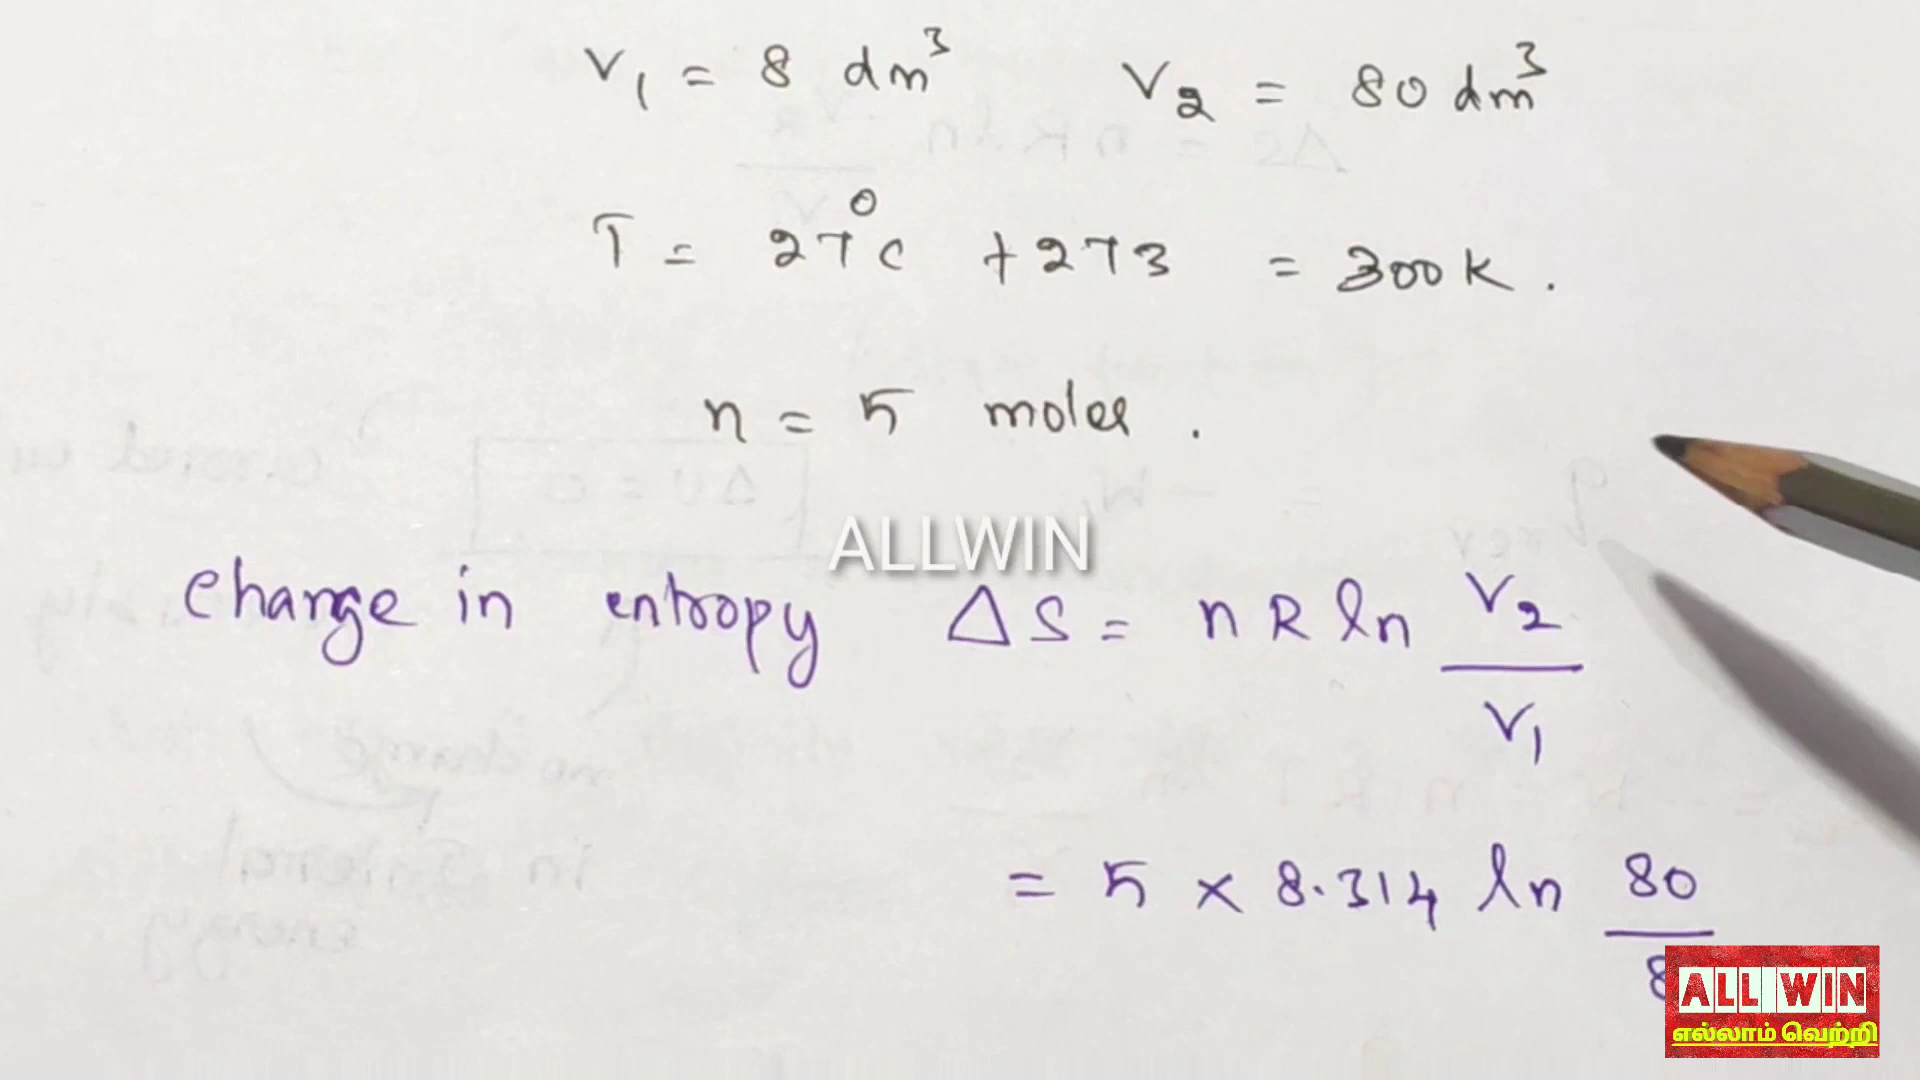 V₁ = 8 dm³ V₂ = 80 dm³
T = 27°C + 273 = 300 K.
n = 5 moles.
ALLWIN
change in entropy ΔS = n R ln V₂ / V₁
= 5 × 8.314 ln 80 / 8
ALL WIN
எல்லாம் வெற்றி